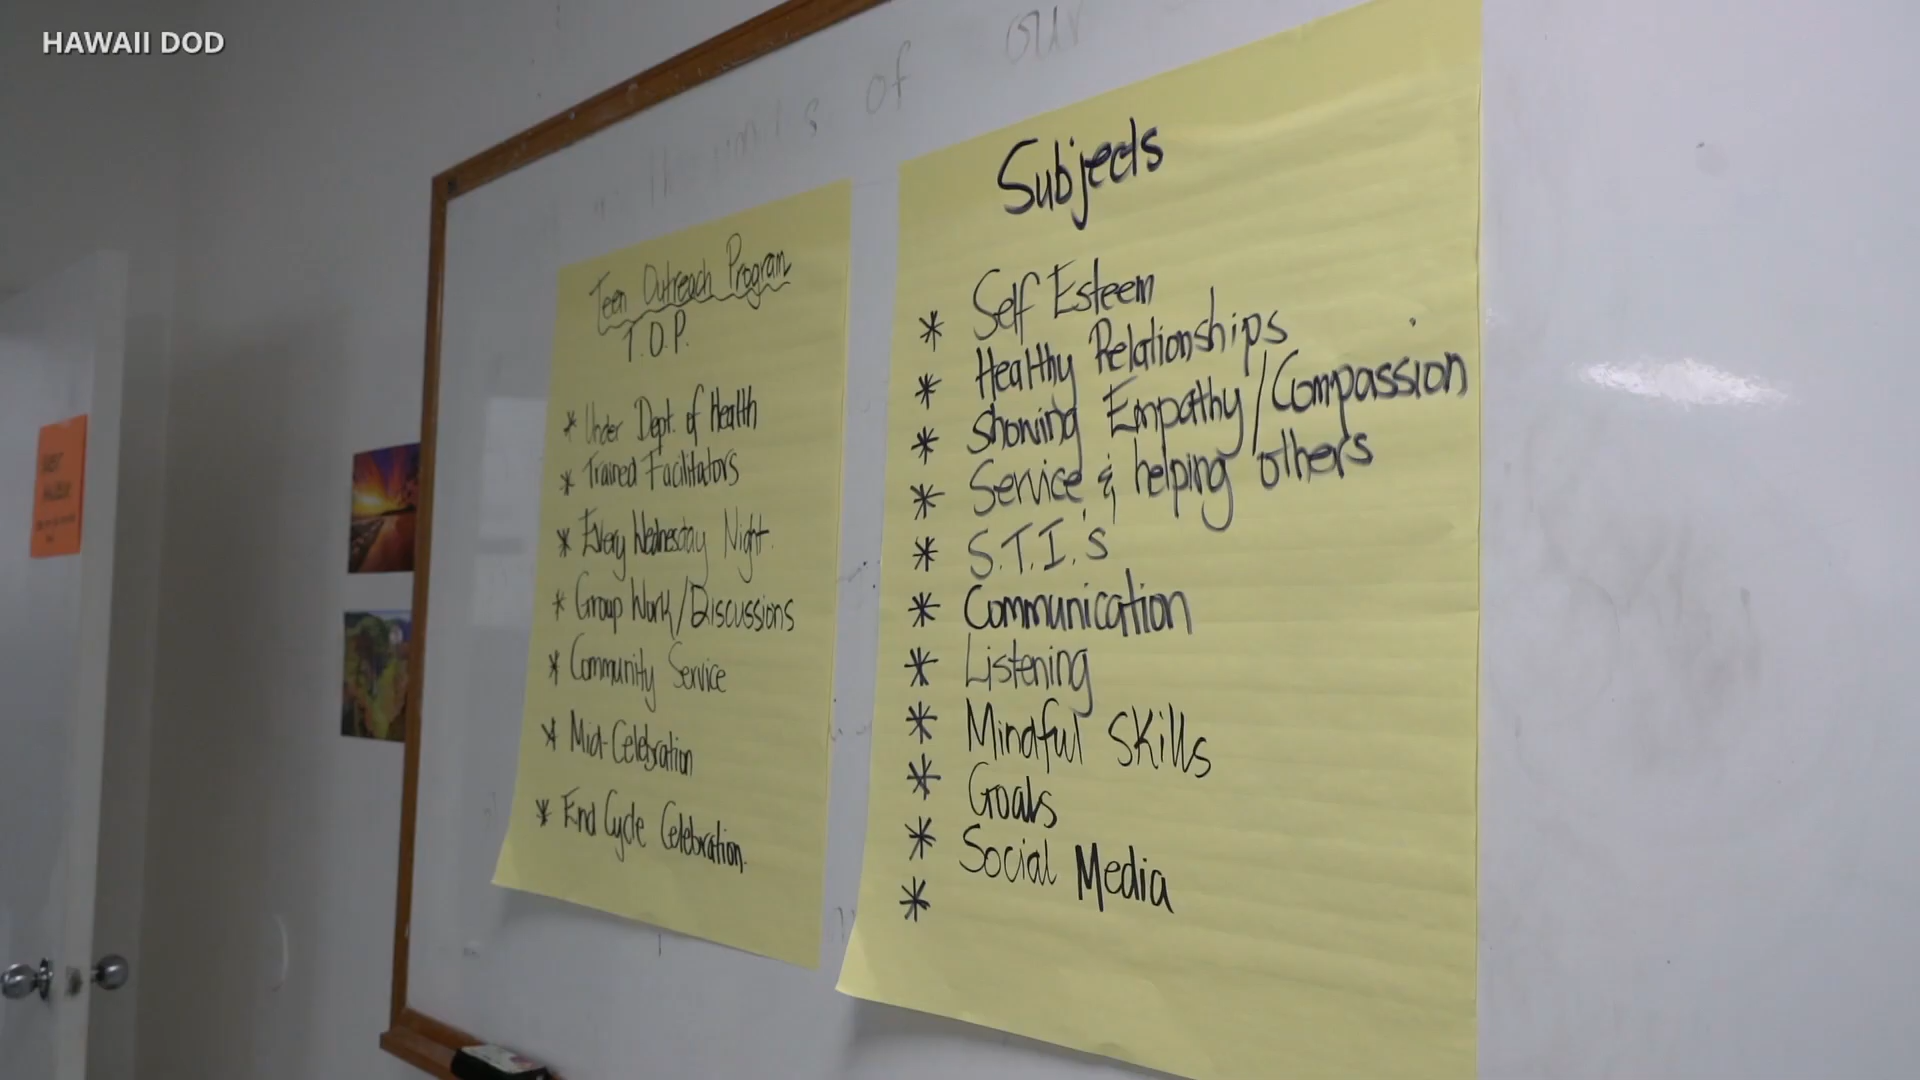 HAWAII DOD
of our
Teen Outreach Program
T.O.P.
* Under Dept. of Health
* Trained Facilitators
* Every Wednesday Night.
* Group Work/Discussions
* Community Service
* Mid-Celebration
* End Cycle Celebration.
Subjects
* Self Esteem
* Healthy Relationships
* Showing Empathy/Compassion
* Service & helping others
* S.T.I.'s
* Communication
* Listening
* Mindful Skills
* Goals
* Social Media
*